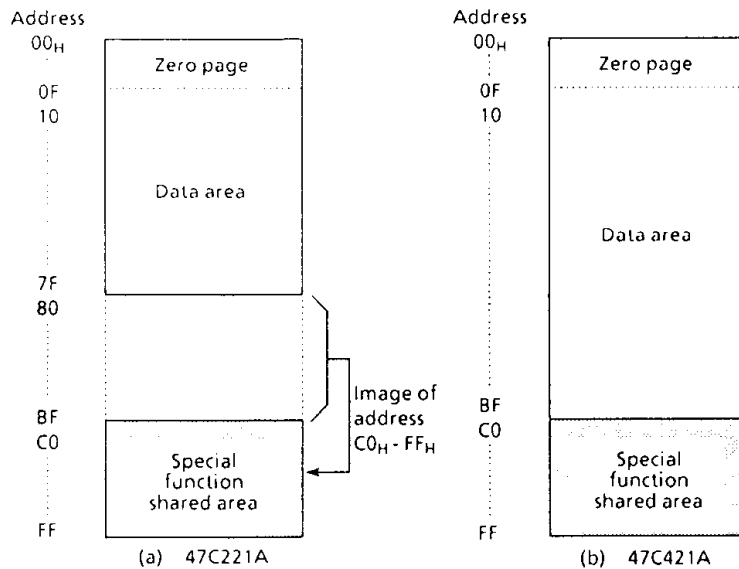 Address
00H
Zero page
0F
10
Data area
7F
80
Image of
address
C0H - FFH
BF
C0
Special
function
shared area
FF
(a) 47C221A
Address
00H
Zero page
0F
10
Data area
BF
C0
Special
function
shared area
FF
(b) 47C421A